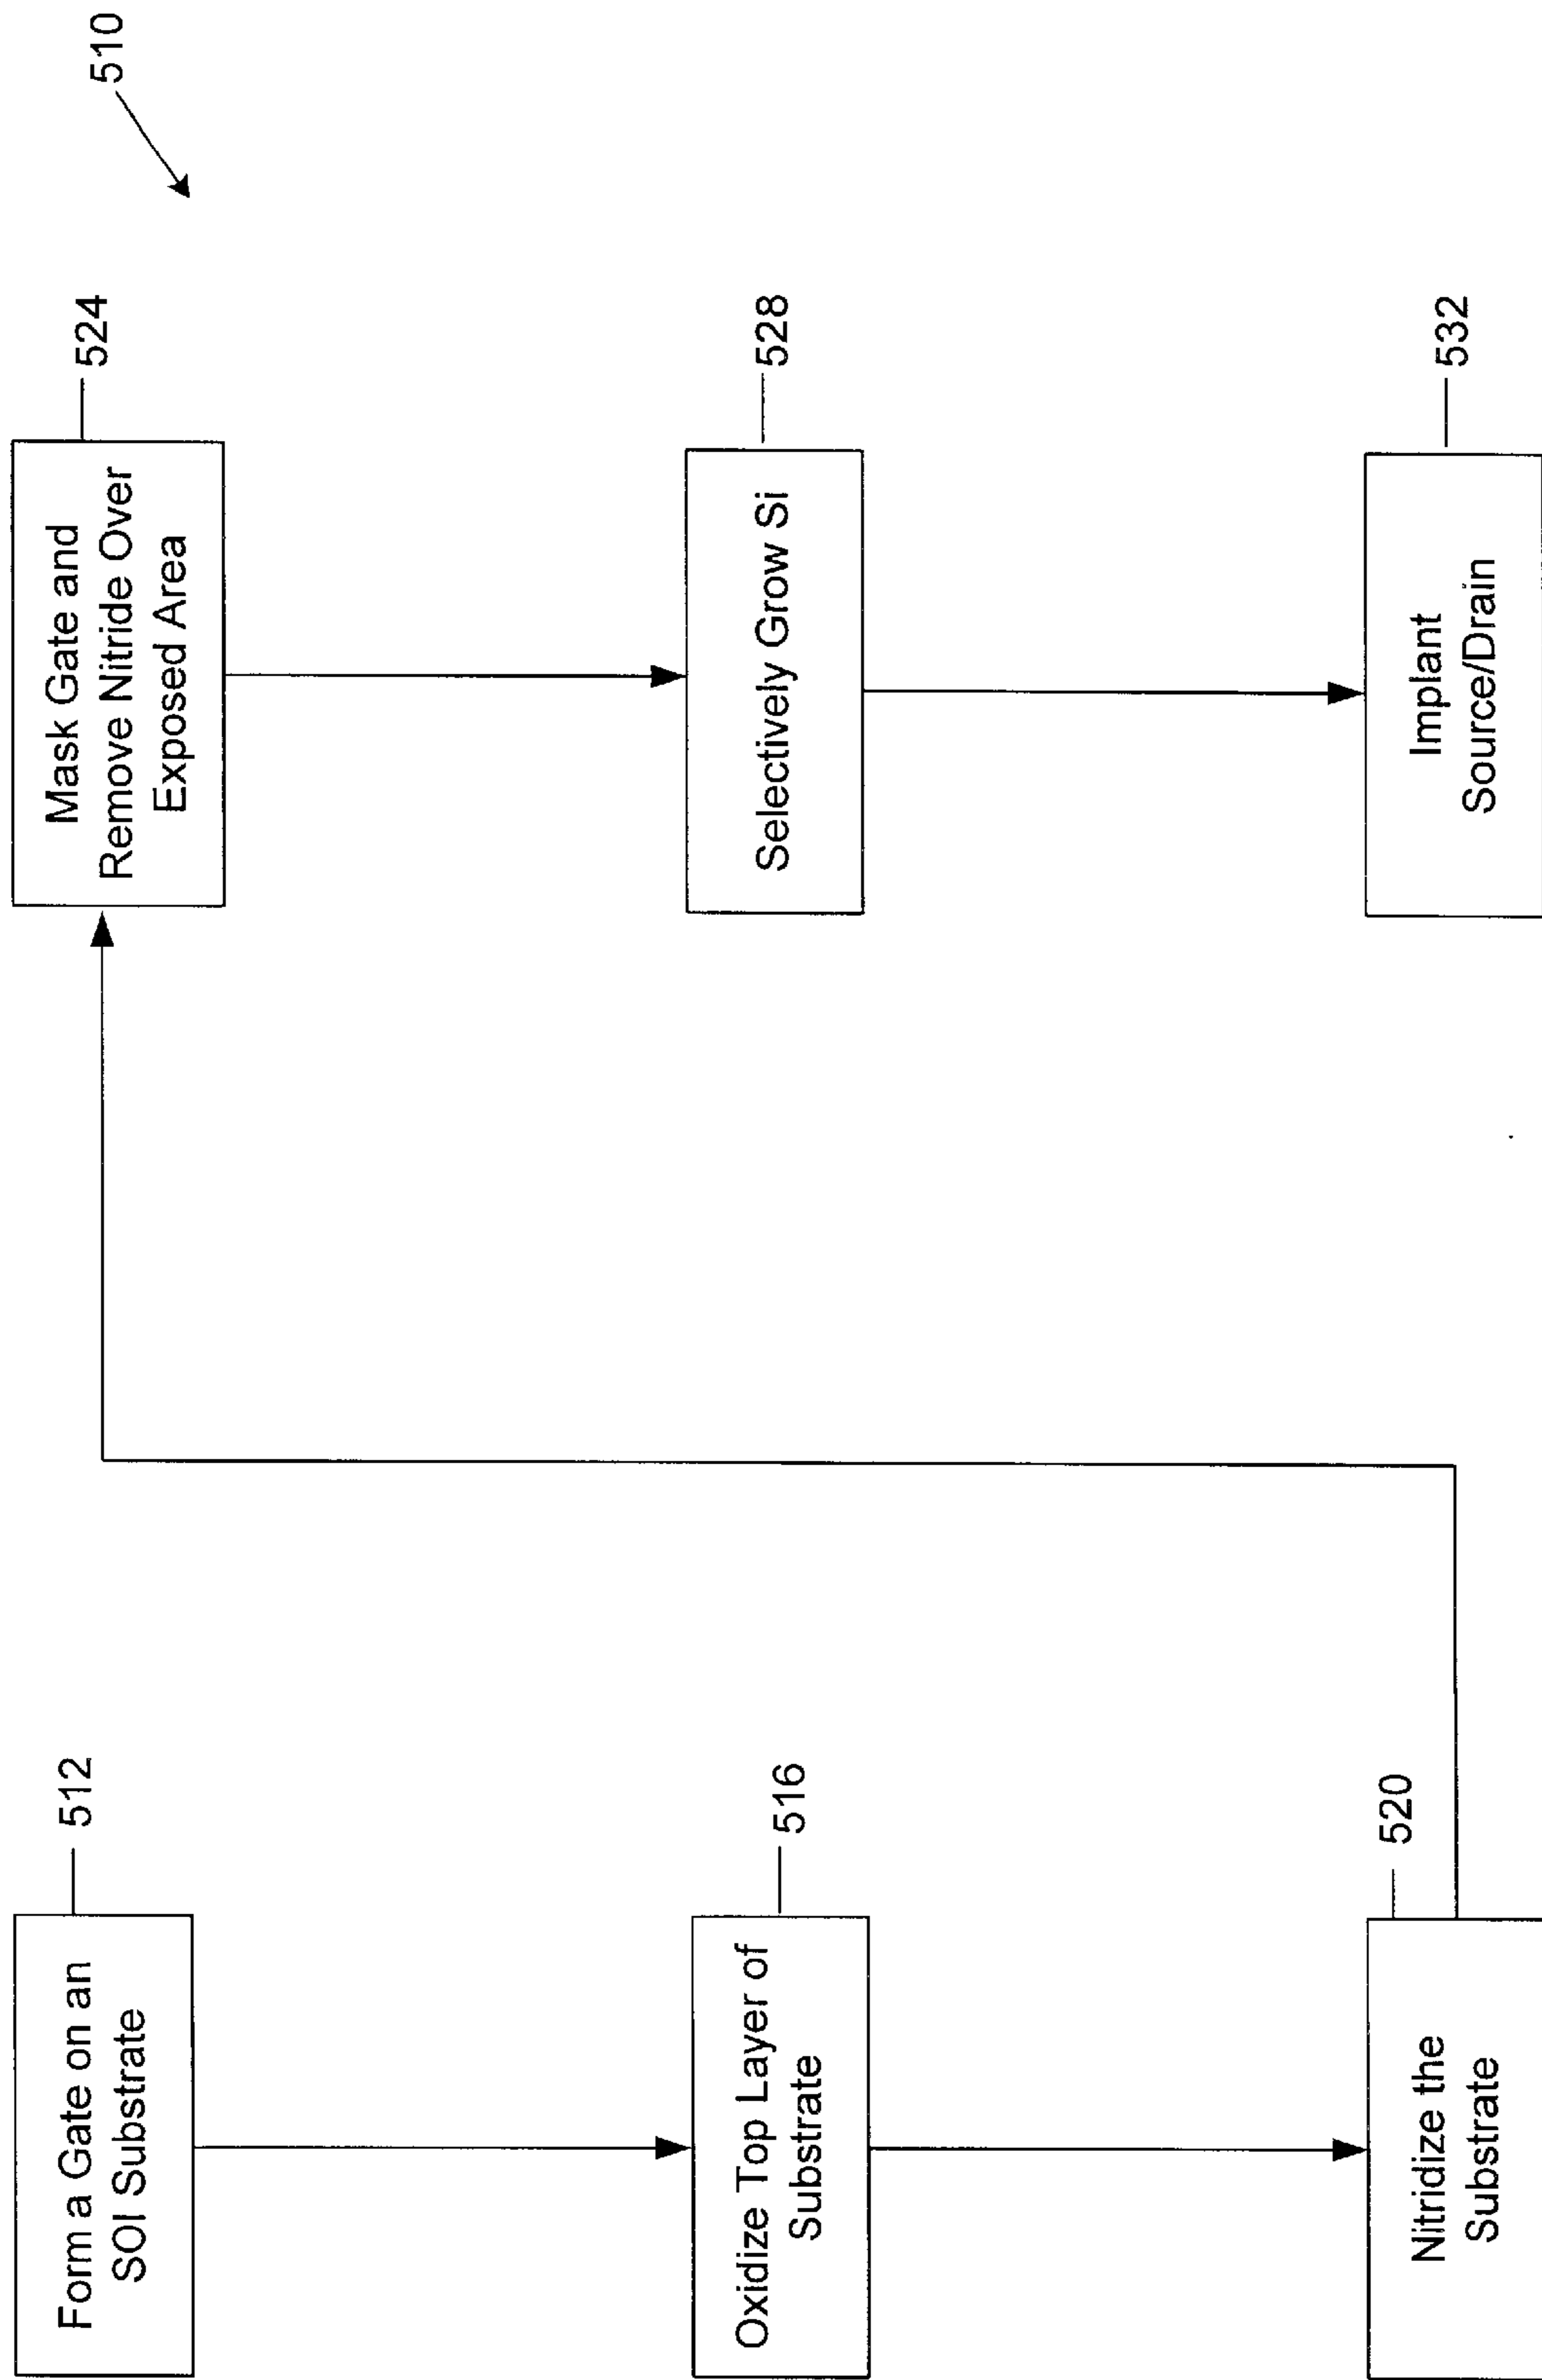 510
Form a Gate on an
SOI Substrate
512
Oxidize Top Layer of
Substrate
516
Nitridize the
Substrate
520
Mask Gate and
Remove Nitride Over
Exposed Area
524
Selectively Grow Si
528
Implant
Source/Drain
532